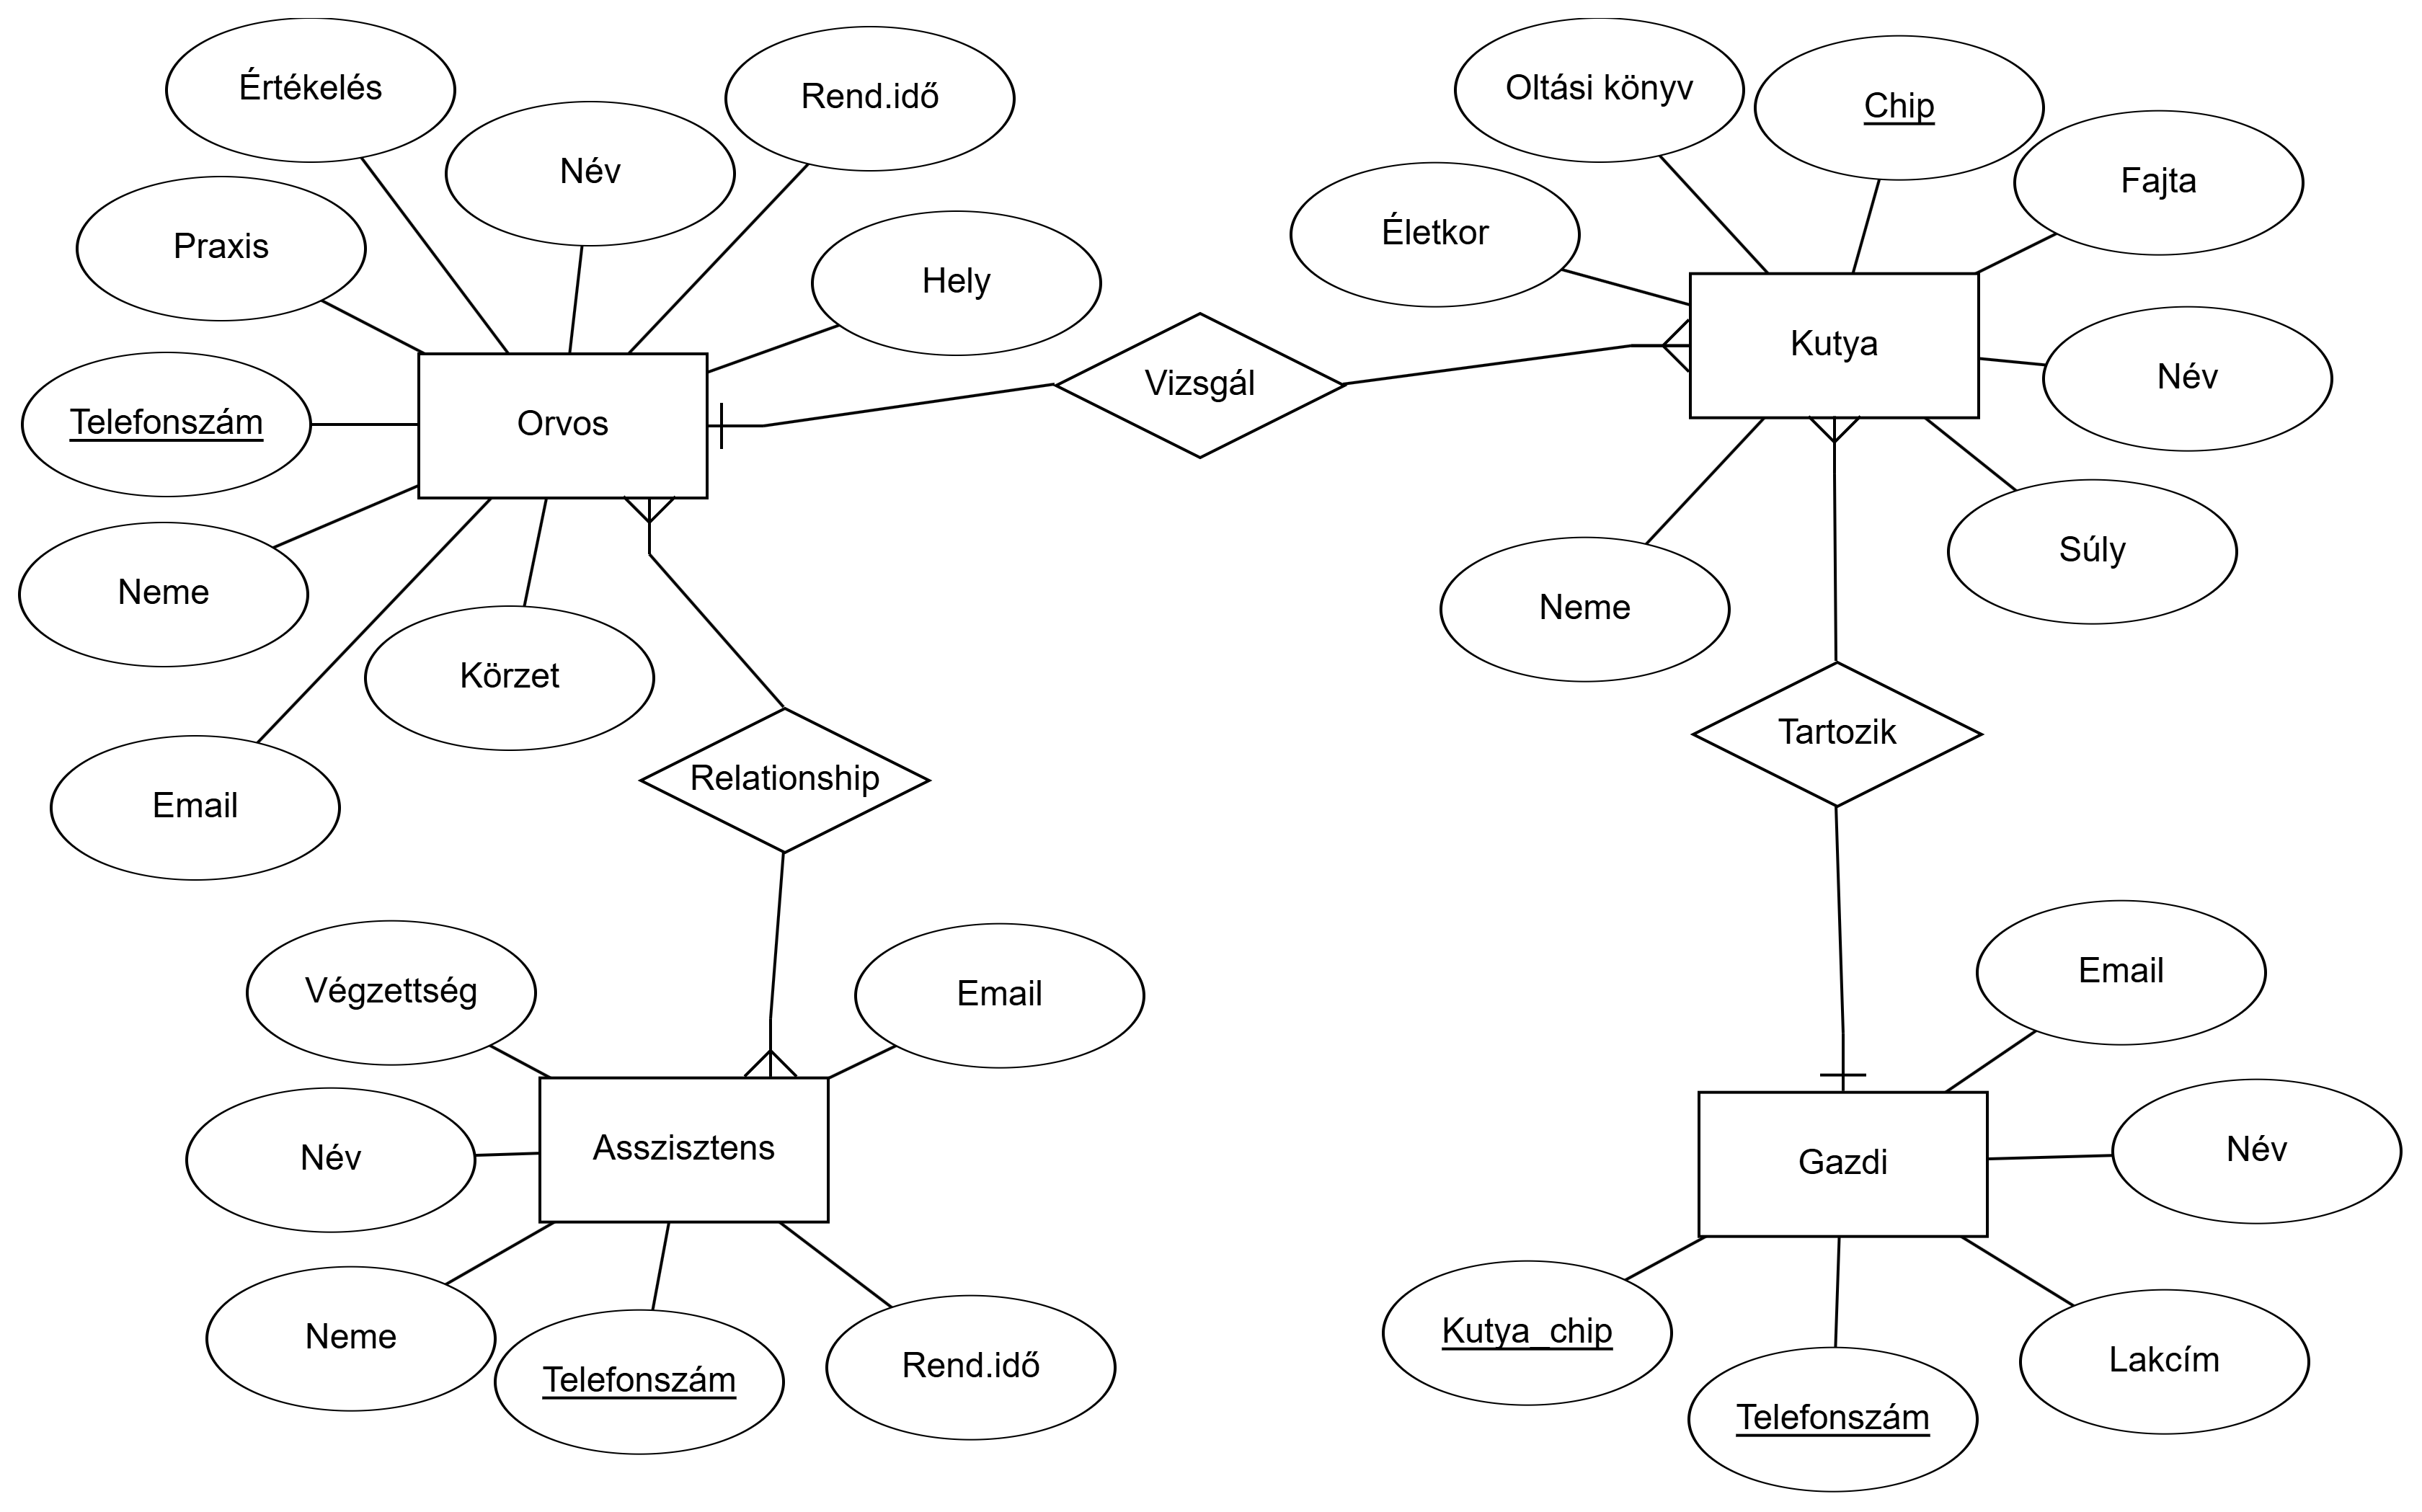 Értékelés
Név
Rend.idő
Praxis
Hely
Telefonszám
Orvos
Neme
Körzet
Email
Vizsgál
Oltási könyv
Chip
Fajta
Életkor
Kutya
Név
Súly
Neme
Relationship
Tartozik
Végzettség
Email
Név
Asszisztens
Neme
Telefonszám
Rend.idő
Email
Név
Gazdi
Kutya_chip
Telefonszám
Lakcím